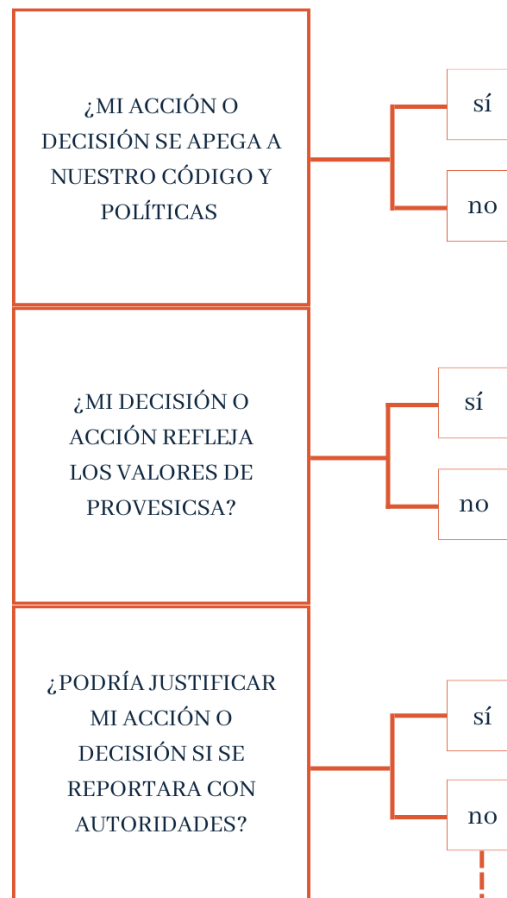 ¿MI ACCIÓN O
DECISIÓN SE APEGA A
NUESTRO CÓDIGO Y
POLÍTICAS
sí
no
¿MI DECISIÓN O
ACCIÓN REFLEJA
LOS VALORES DE
PROVESICSA?
sí
no
¿PODRÍA JUSTIFICAR
MI ACCIÓN O
DECISIÓN SI SE
REPORTARA CON
AUTORIDADES?
sí
no